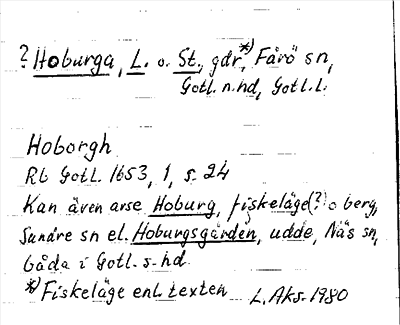 ? Hoburga, L. o. St., gdr,*) Fårö sn,
Gotl. n. hd, Gotl. l.
Hoborgh
Rb Gotl. 1653, 1, s. 24
Kan även avse Hoburg, fiskeläge(?) o berg,
Sundre sn el. Hoburgsgården, udde, Näs sn,
båda i Gotl. s. hd
*) Fiskeläge enl. texten L. Aks. 1980